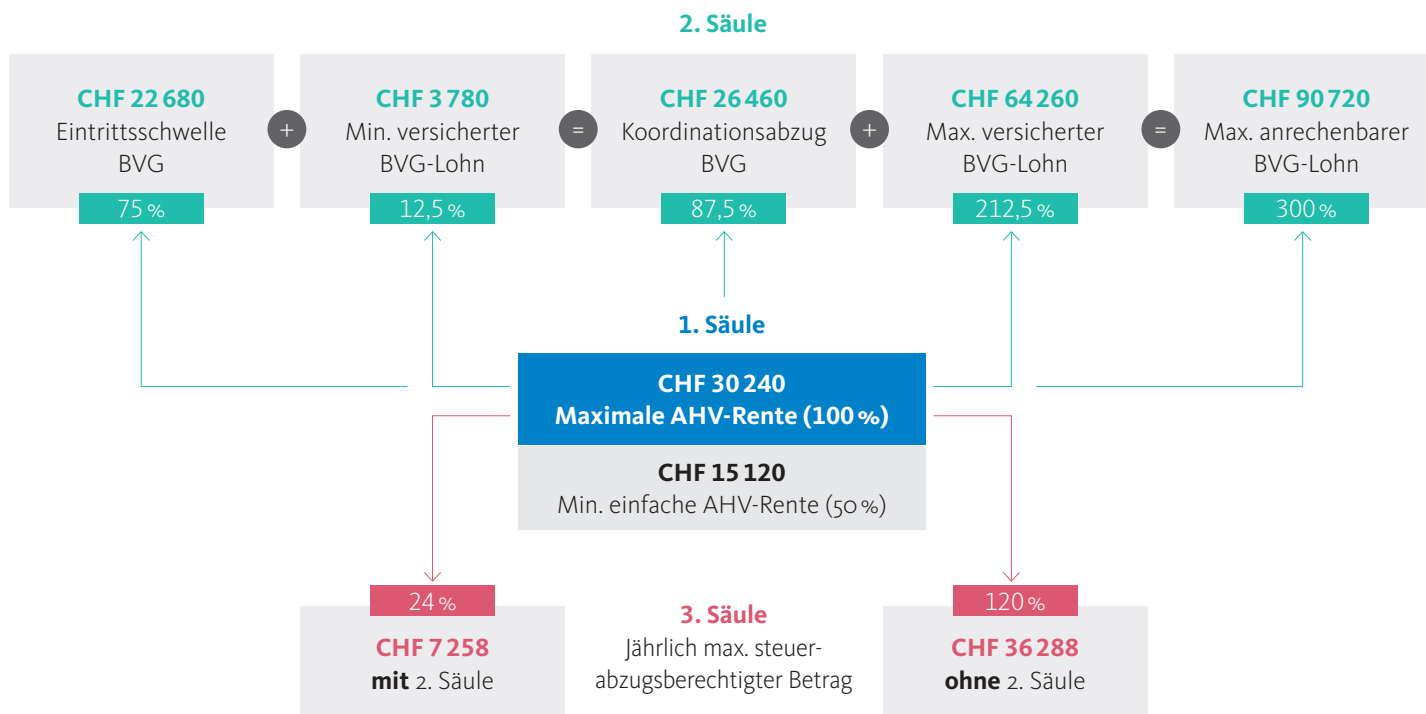 2. Säule
CHF 22 680
Eintrittsschwelle
BVG
75 %
+
CHF 3 780
Min. versicherter
BVG-Lohn
12,5 %
=
CHF 26 460
Koordinationsabzug
BVG
87,5 %
+
CHF 64 260
Max. versicherter
BVG-Lohn
212,5 %
=
CHF 90 720
Max. anrechenbarer
BVG-Lohn
300 %
1. Säule
CHF 30 240
Maximale AHV-Rente (100 %)
CHF 15 120
Min. einfache AHV-Rente (50 %)
24 %
CHF 7 258
mit 2. Säule
3. Säule
Jährlich max. steuer-
abzugsberechtigter Betrag
120 %
CHF 36 288
ohne 2. Säule